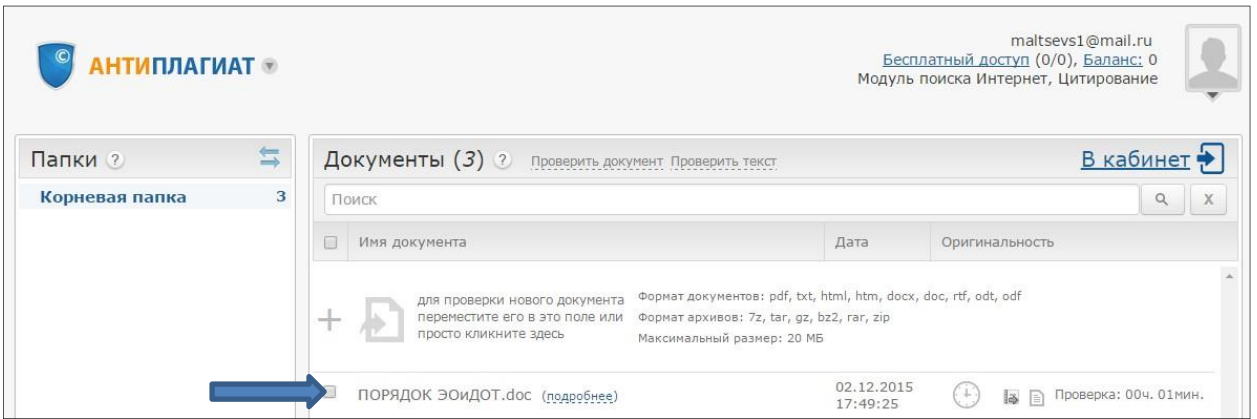 © АНТИПЛАГИАТ
maltsevs1@mail.ru
Бесплатный доступ (0/0), Баланс: 0
Модуль поиска Интернет, Цитирование
Папки ?
Корневая папка 3
Документы (3) ? Проверить документ Проверить текст В кабинет
Поиск X
Имя документа Дата Оригинальность
для проверки нового документа
переместите его в это поле или
просто кликните здесь
Формат документов: pdf, txt, html, htm, docx, doc, rtf, odt, odf
Формат архивов: 7z, tar, gz, bz2, rar, zip
Максимальный размер: 20 МБ
ПОРЯДОК ЭОиДОТ.doc (подробнее) 02.12.2015 Проверка: 00ч. 01мин.
17:49:25